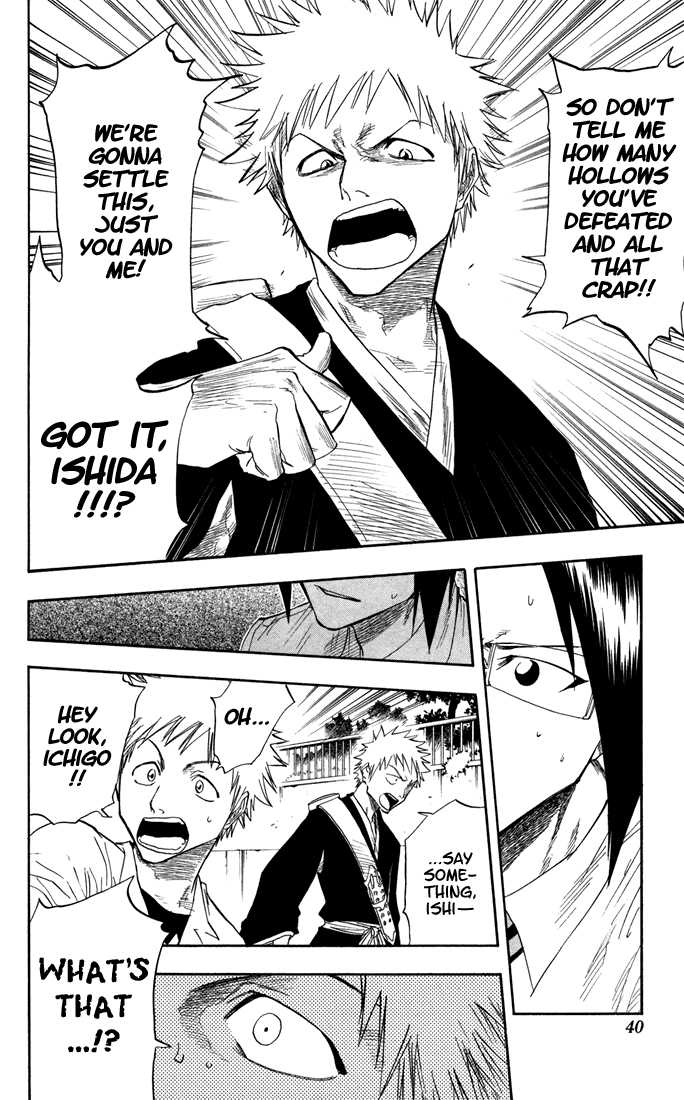 SO DON'T
TELL ME
HOW MANY
HOLLOWS
YOU'VE
DEFEATED
AND ALL
THAT
CRAP!!
WE'RE
GONNA
SETTLE
THIS,
JUST
YOU AND
ME!
GOT IT,
ISHIDA
!!!?
...SAY
SOME-
THING,
ISHI—
OH...
HEY
LOOK,
ICHIGO
!!
WHAT'S
THAT
...!?
40